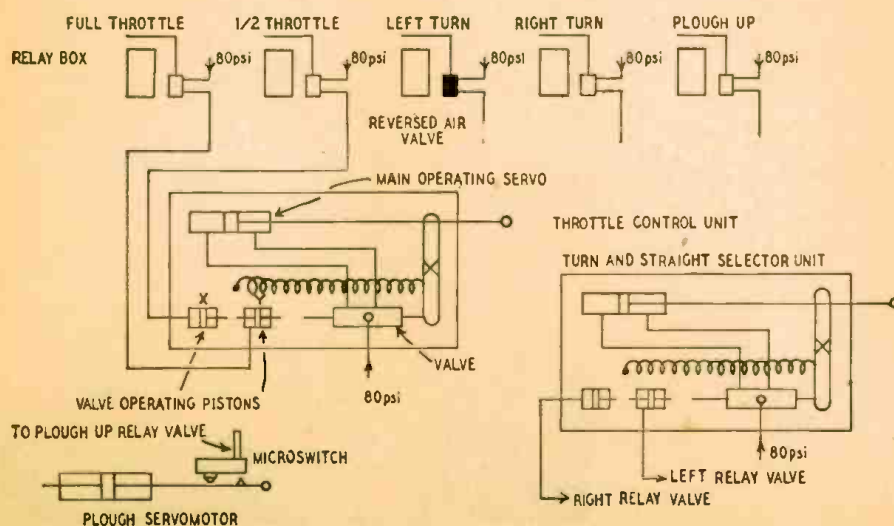 FULL THROTTLE
1/2 THROTTLE
LEFT TURN
RIGHT TURN
PLOUGH UP
RELAY BOX
80psi
80psi
80psi
80psi
80psi
REVERSED AIR
VALVE
MAIN OPERATING SERVO
THROTTLE CONTROL UNIT
TURN AND STRAIGHT SELECTOR UNIT
X
VALVE
80psi
VALVE OPERATING PISTONS
TO PLOUGH UP RELAY VALVE
MICROSWITCH
PLOUGH SERVOMOTOR
80psi
LEFT RELAY VALVE
RIGHT RELAY VALVE